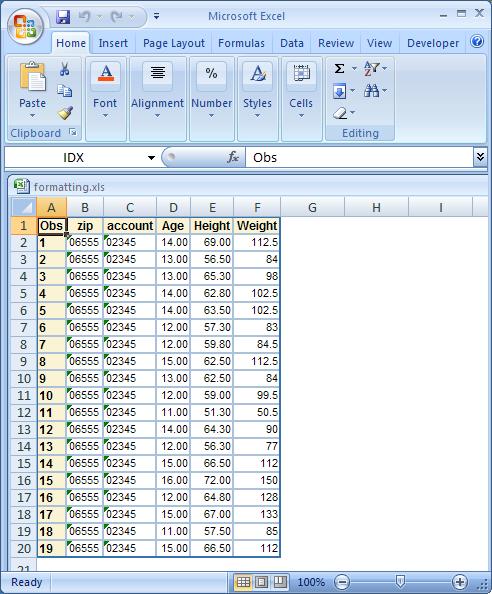 Microsoft Excel
Home Insert Page Layout Formulas Data Review View Developer
Paste Font Alignment Number Styles Cells
Clipboard Editing
IDX fx Obs
formatting.xls
A B C D E F G H I
1 Obs zip account Age Height Weight
2 1 06555 02345 14.00 69.00 112.5
3 2 06555 02345 13.00 56.50 84
4 3 06555 02345 13.00 65.30 98
5 4 06555 02345 14.00 62.80 102.5
6 5 06555 02345 14.00 63.50 102.5
7 6 06555 02345 12.00 57.30 83
8 7 06555 02345 12.00 59.80 84.5
9 8 06555 02345 15.00 62.50 112.5
10 9 06555 02345 13.00 62.50 84
11 10 06555 02345 12.00 59.00 99.5
12 11 06555 02345 11.00 51.30 50.5
13 12 06555 02345 14.00 64.30 90
14 13 06555 02345 12.00 56.30 77
15 14 06555 02345 15.00 66.50 112
16 15 06555 02345 16.00 72.00 150
17 16 06555 02345 12.00 64.80 128
18 17 06555 02345 15.00 67.00 133
19 18 06555 02345 11.00 57.50 85
20 19 06555 02345 15.00 66.50 112
21
Ready 100%